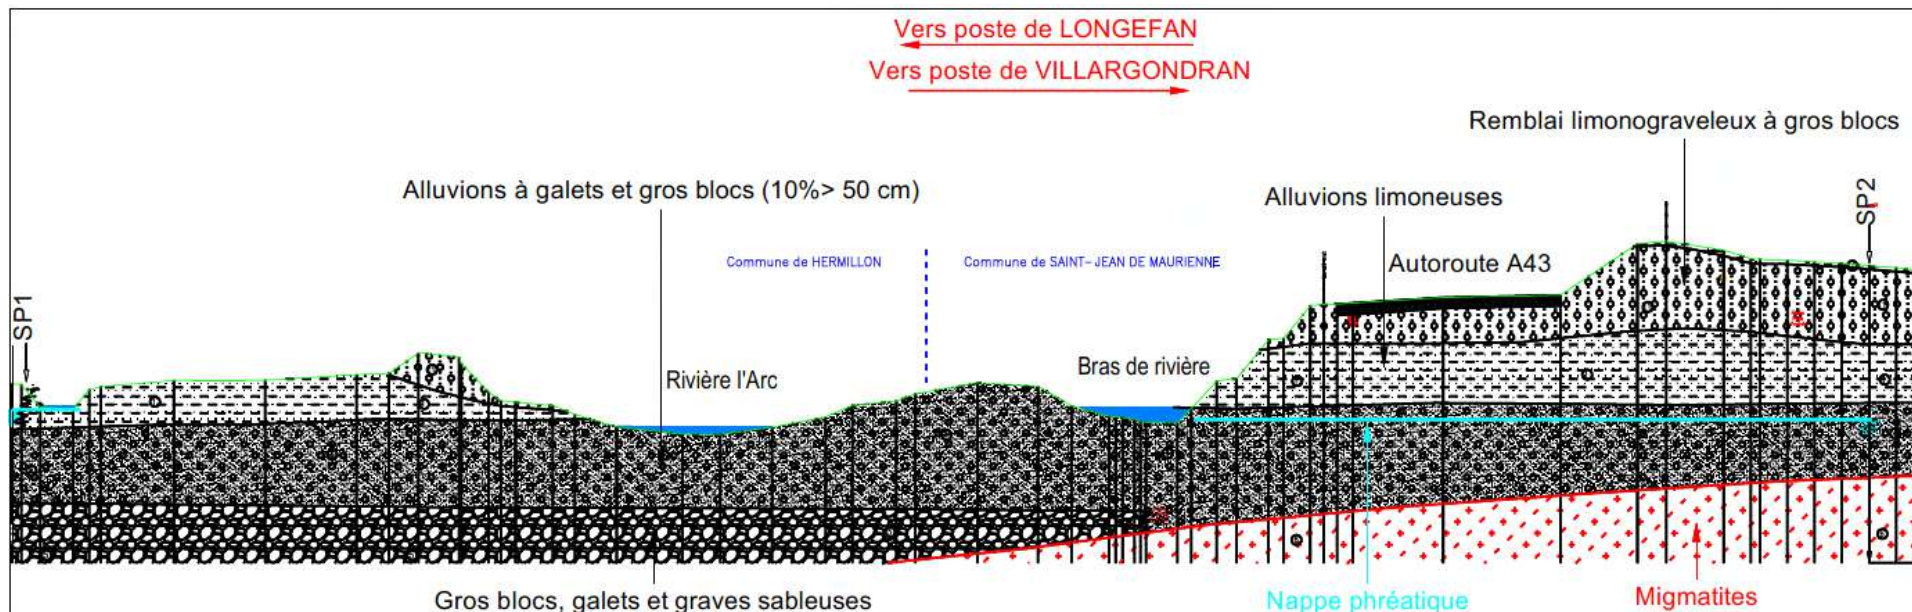 Vers poste de LONGEFAN
Vers poste de VILLARGONDRAN
Remblai limonograveleux à gros blocs
Alluvions à galets et gros blocs (10%> 50 cm)
Alluvions limoneuses
SP2
Commune de HERMILLON
Commune de SAINT-JEAN DE MAURIENNE
Autoroute A43
SP1
Rivière l'Arc
Bras de rivière
Gros blocs, galets et graves sableuses
Nappe phréatique
Migmatites